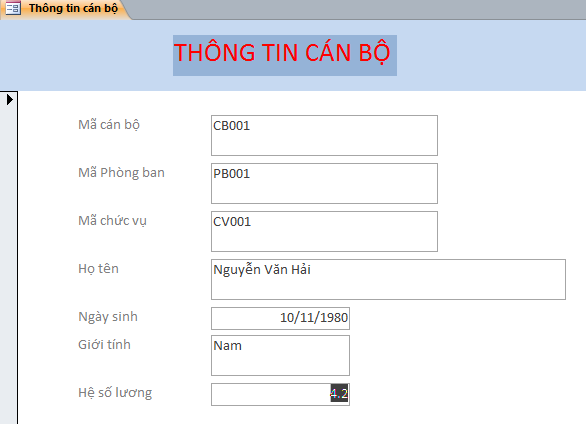 Thông tin cán bộ
THÔNG TIN CÁN BỘ
Mã cán bộ CB001
Mã Phòng ban PB001
Mã chức vụ CV001
Họ tên Nguyễn Văn Hải
Ngày sinh 10/11/1980
Giới tính Nam
Hệ số lương 4.2